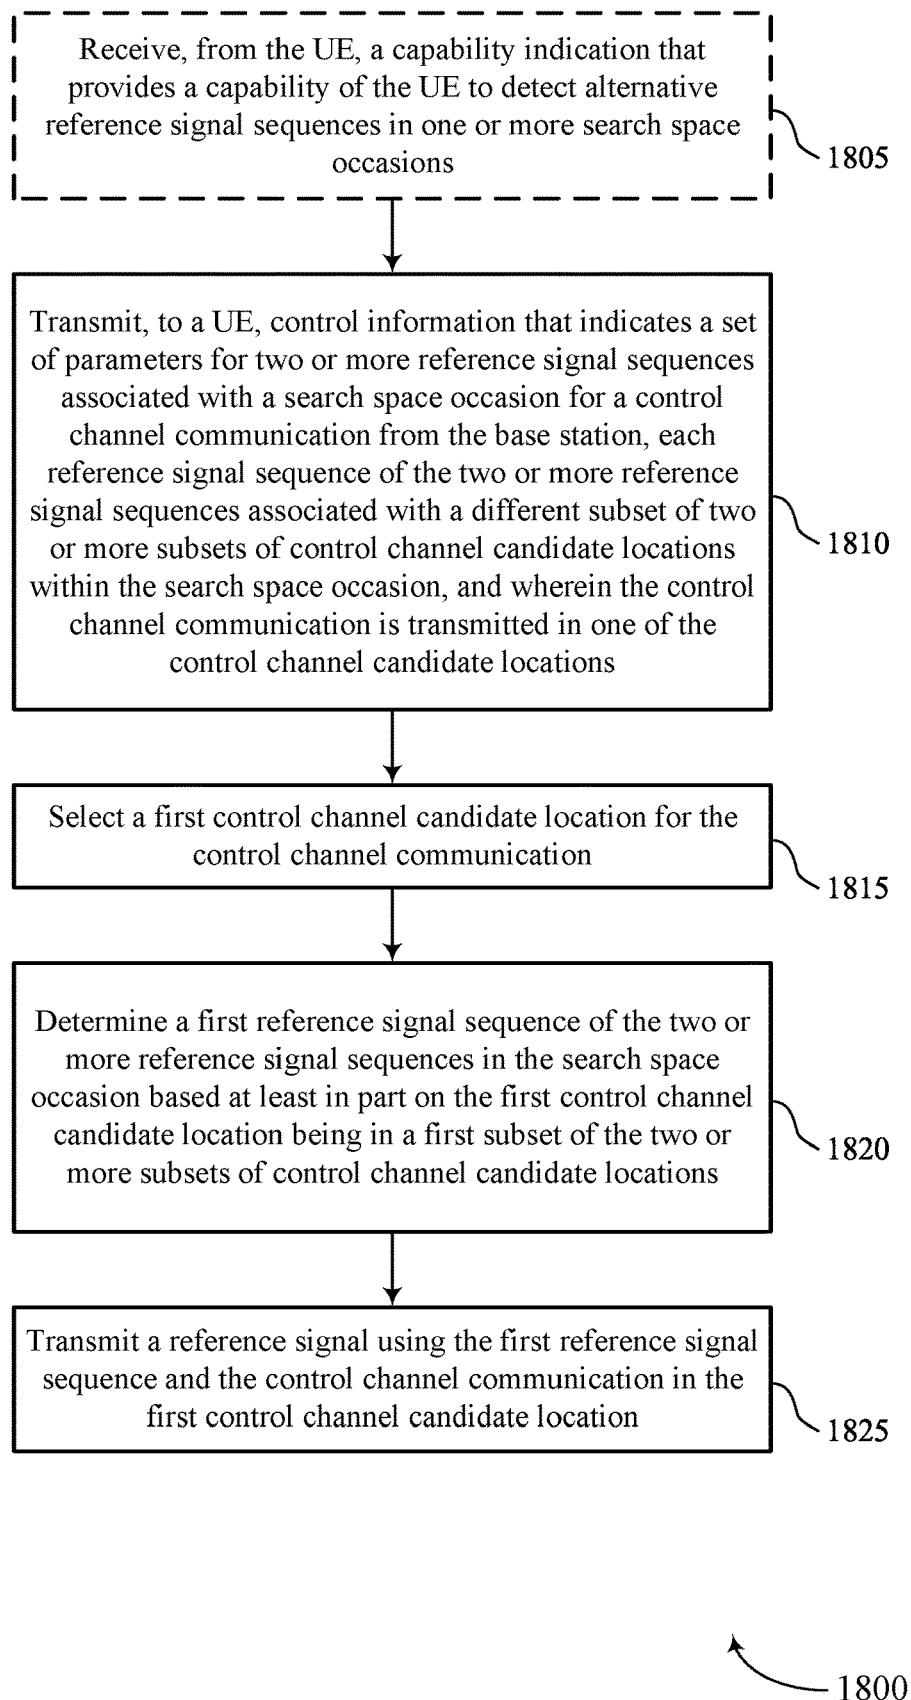 Receive, from the UE, a capability indication that
provides a capability of the UE to detect alternative
reference signal sequences in one or more search space
occasions
1805
Transmit, to a UE, control information that indicates a set
of parameters for two or more reference signal sequences
associated with a search space occasion for a control
channel communication from the base station, each
reference signal sequence of the two or more reference
signal sequences associated with a different subset of two
or more subsets of control channel candidate locations
within the search space occasion, and wherein the control
channel communication is transmitted in one of the
control channel candidate locations
1810
Select a first control channel candidate location for the
control channel communication
1815
Determine a first reference signal sequence of the two or
more reference signal sequences in the search space
occasion based at least in part on the first control channel
candidate location being in a first subset of the two or
more subsets of control channel candidate locations
1820
Transmit a reference signal using the first reference signal
sequence and the control channel communication in the
first control channel candidate location
1825
1800